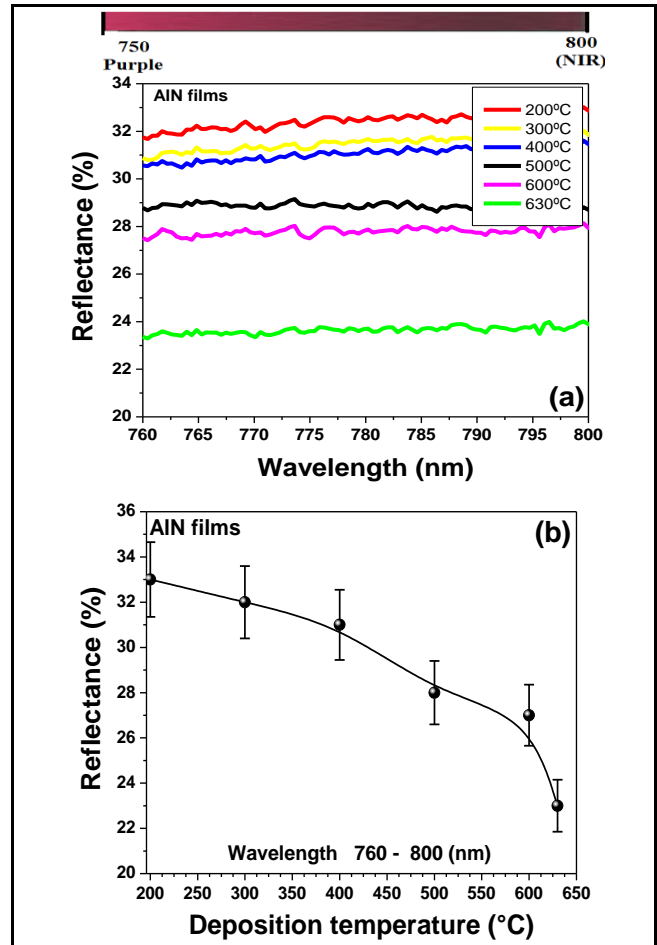 750
Purple
800
(NIR)
AlN films
34
32
30
28
26
24
22
20
Reflectance (%)
200ºC
300ºC
400ºC
500ºC
600ºC
630ºC
(a)
760 765 770 775 780 785 790 795 800
Wavelength (nm)
AlN films
(b)
36
34
32
30
28
26
24
22
20
Reflectance (%)
Wavelength 760 - 800 (nm)
200 250 300 350 400 450 500 550 600 650
Deposition temperature (°C)